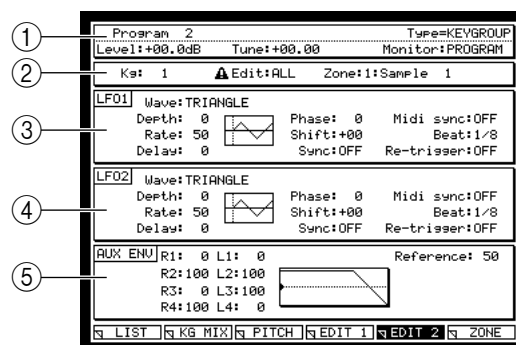 ① Program 2 Type=KEYGROUP
Level:+00.0dB Tune:+00.00 Monitor:PROGRAM
② Kg: 1 Edit:ALL Zone:1:Sample 1
③ LFO1 Wave:TRIANGLE
Depth: 0 Phase: 0 Midi sync:OFF
Rate: 50 Shift:+00 Beat:1/8
Delay: 0 Sync:OFF Re-trigger:OFF
④ LFO2 Wave:TRIANGLE
Depth: 0 Phase: 0 Midi sync:OFF
Rate: 50 Shift:+00 Beat:1/8
Delay: 0 Sync:OFF Re-trigger:OFF
⑤ AUX ENV R1: 0 L1: 0 Reference: 50
R2:100 L2:100
R3: 0 L3:100
R4:100 L4: 0
LIST KG MIX PITCH EDIT 1 EDIT 2 ZONE